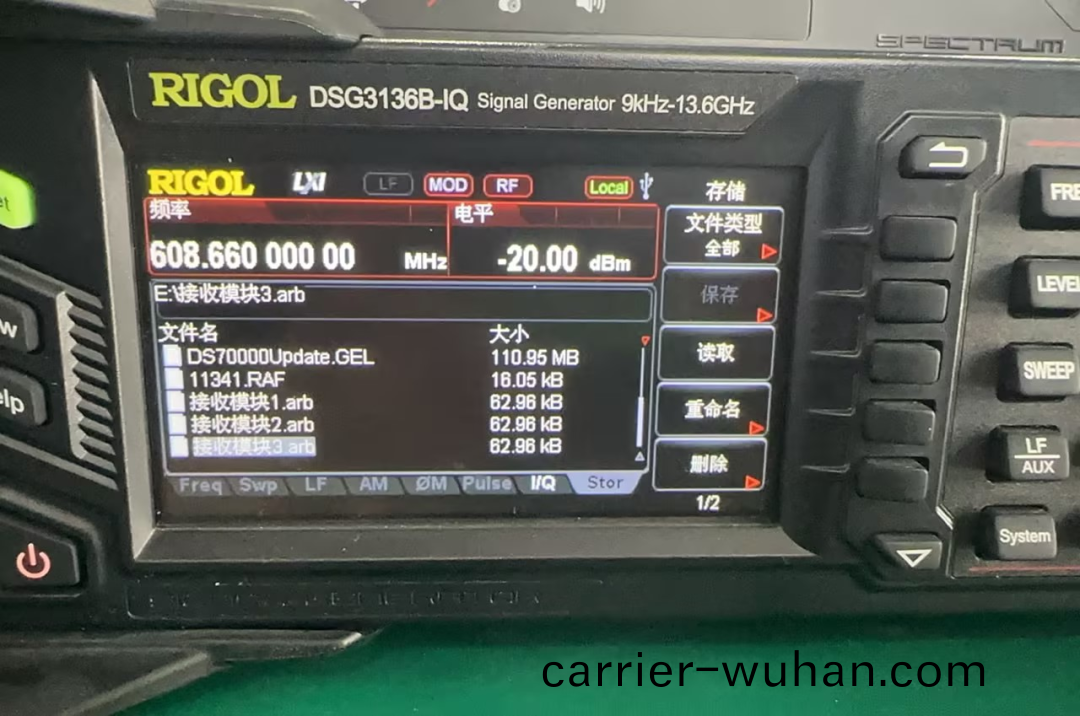 SPECTRUM
RIGOL DSG3136B-IQ Signal Generator 9kHz-13.6GHz
RIGOL LXI LF MOD RF Local 存储
频率 电平 文件类型
全部
608.660 000 00 MHz -20.00 dBm
E:\接收模块3.arb 保存
文件名 大小
DS70000Update.GEL 110.95 MB 读取
11341.RAF 16.05 kB
接收模块1.arb 62.96 kB 重命名
接收模块2.arb 62.96 kB
接收模块3.arb 62.96 kB 删除
Freq Swp LF AM ØM Pulse I/Q Stor
1/2
LEVEL
SWEEP
LF
AUX
System
carrier-wuhan.com